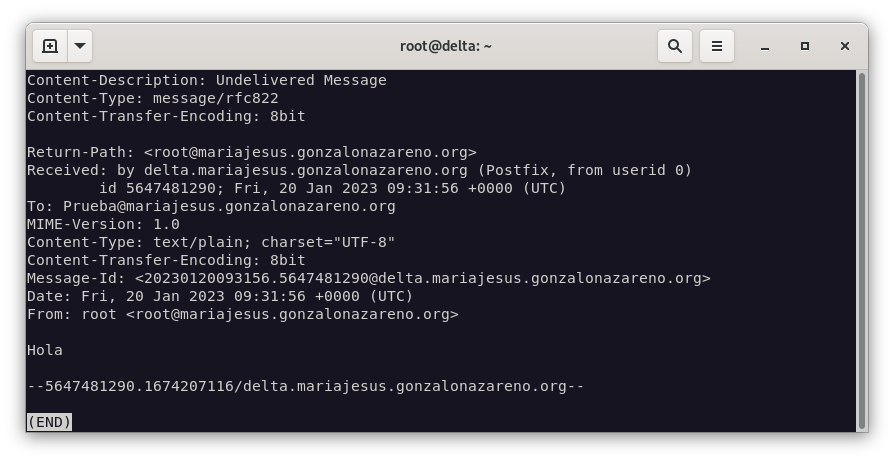 root@delta: ~
Content-Description: Undelivered Message
Content-Type: message/rfc822
Content-Transfer-Encoding: 8bit
Return-Path: <root@mariajesus.gonzalonazareno.org>
Received: by delta.mariajesus.gonzalonazareno.org (Postfix, from userid 0)
id 5647481290; Fri, 20 Jan 2023 09:31:56 +0000 (UTC)
To: Prueba@mariajesus.gonzalonazareno.org
MIME-Version: 1.0
Content-Type: text/plain; charset="UTF-8"
Content-Transfer-Encoding: 8bit
Message-Id: <20230120093156.5647481290@delta.mariajesus.gonzalonazareno.org>
Date: Fri, 20 Jan 2023 09:31:56 +0000 (UTC)
From: root <root@mariajesus.gonzalonazareno.org>
Hola
--5647481290.1674207116/delta.mariajesus.gonzalonazareno.org--
(END)